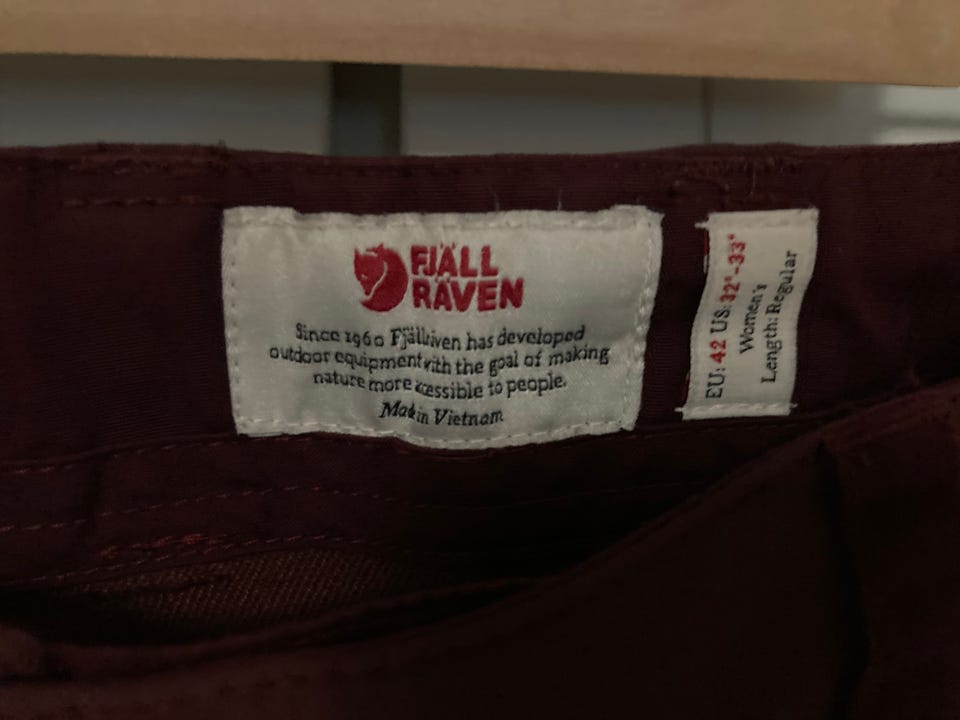 FJÄLL
RÄVEN
Since 1960 Fjällriven has developed
outdoor equipment with the goal of making
nature more accessible to people.
Made in Vietnam
EU: 42 US: 32"-33"
Women's
Length: Regular